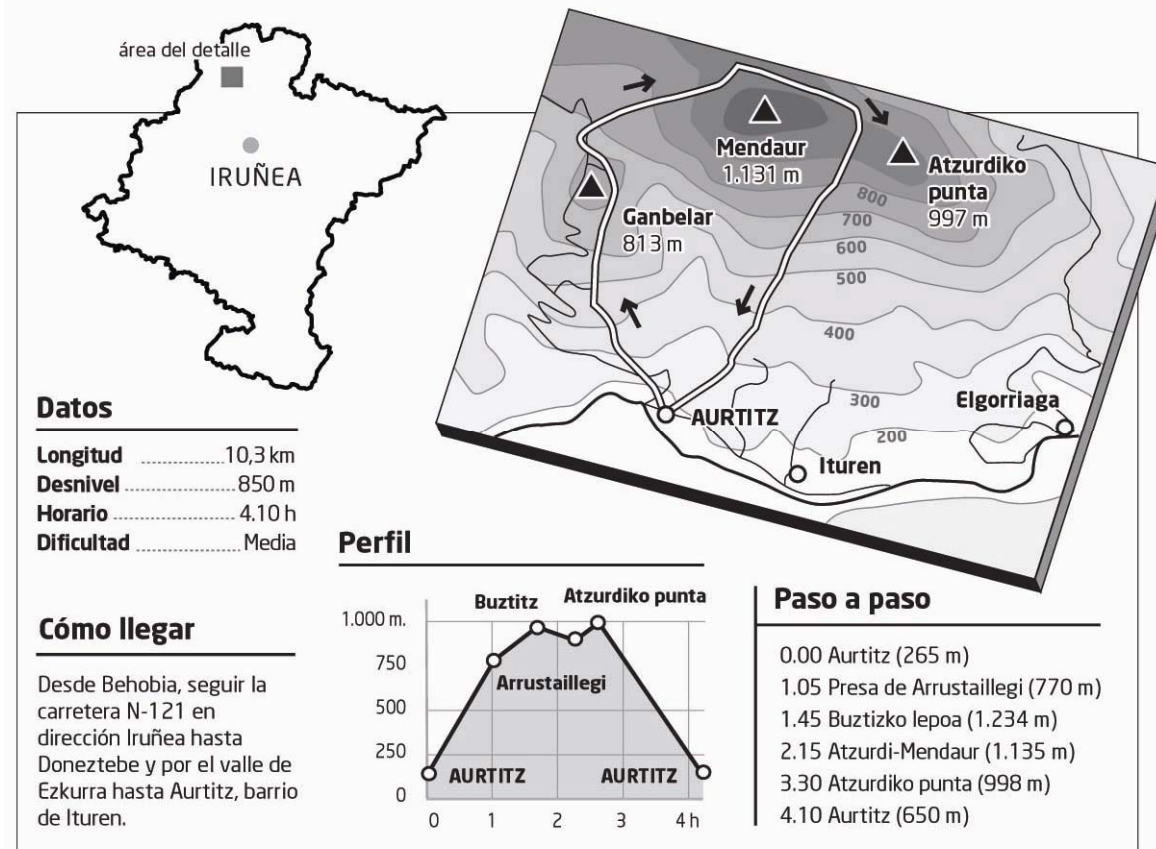 área del detalle
IRUÑEA
Mendaur
1.131 m
Atzurdiko
punta
997 m
Ganbelar
813 m
800
700
600
500
400
300
200
AURTITZ
Ituren
Elgorriaga
Datos
Longitud 10,3 km
Desnivel 850 m
Horario 4.10 h
Dificultad Media
Cómo llegar
Desde Behobia, seguir la
carretera N-121 en
dirección Iruñea hasta
Doneztebe y por el valle de
Ezkurra hasta Aurtitz, barrio
de Ituren.
Perfil
Buztitz
Atzurdiko punta
1.000 m.
750
Arrustaillegi
500
250
AURTITZ
AURTITZ
0
0 1 2 3 4 h
Paso a paso
0.00 Aurtitz (265 m)
1.05 Presa de Arrustaillegi (770 m)
1.45 Buztizko lepoa (1.234 m)
2.15 Atzurdi-Mendaur (1.135 m)
3.30 Atzurdiko punta (998 m)
4.10 Aurtitz (650 m)